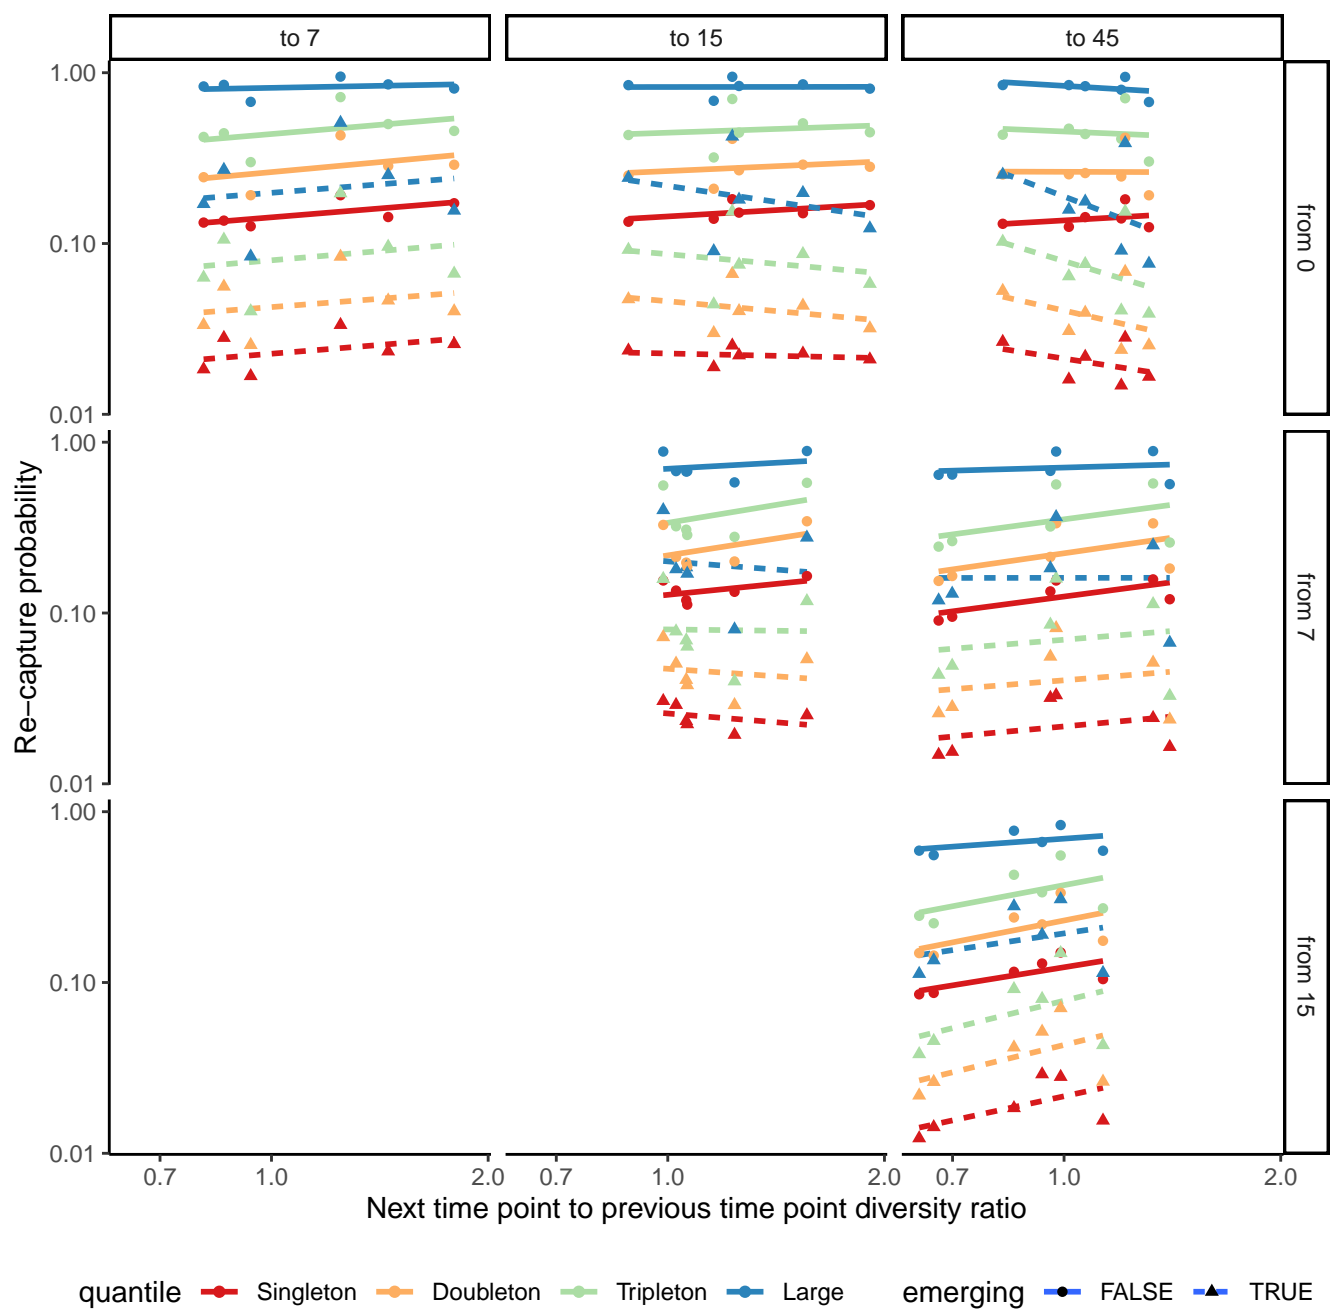 to 7
to 15
to 45
1.00
0.10
0.01
from 0
1.00
0.10
0.01
from 7
1.00
0.10
0.01
from 15
Re−capture probability
0.7
1.0
2.0
0.7
1.0
2.0
0.7
1.0
2.0
Next time point to previous time point diversity ratio
quantile Singleton Doubleton Tripleton Large emerging FALSE TRUE